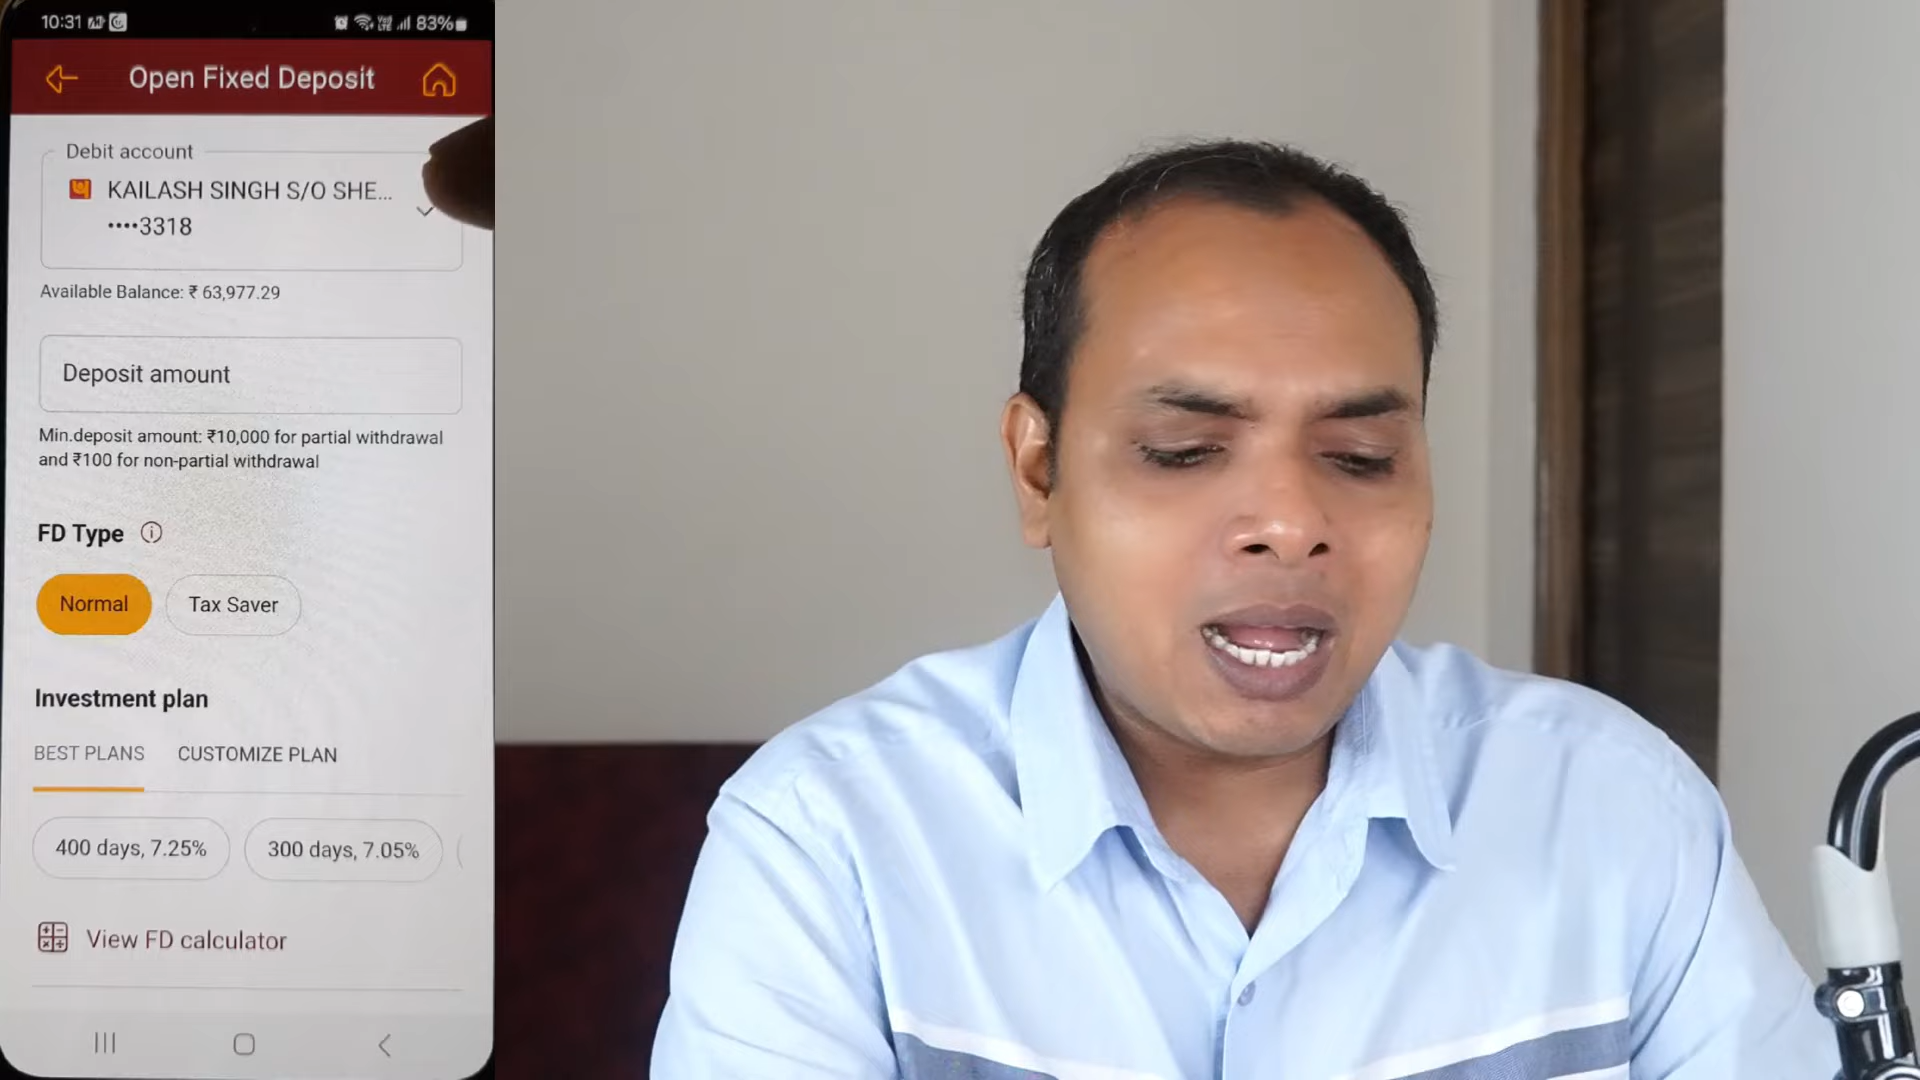 10:31
83%
Open Fixed Deposit
Debit account
KAILASH SINGH S/O SHE...
••••3318
Available Balance: ₹ 63,977.29
Deposit amount
Min.deposit amount: ₹10,000 for partial withdrawal
and ₹100 for non-partial withdrawal
FD Type
Normal
Tax Saver
Investment plan
BEST PLANS
CUSTOMIZE PLAN
400 days, 7.25%
300 days, 7.05%
View FD calculator